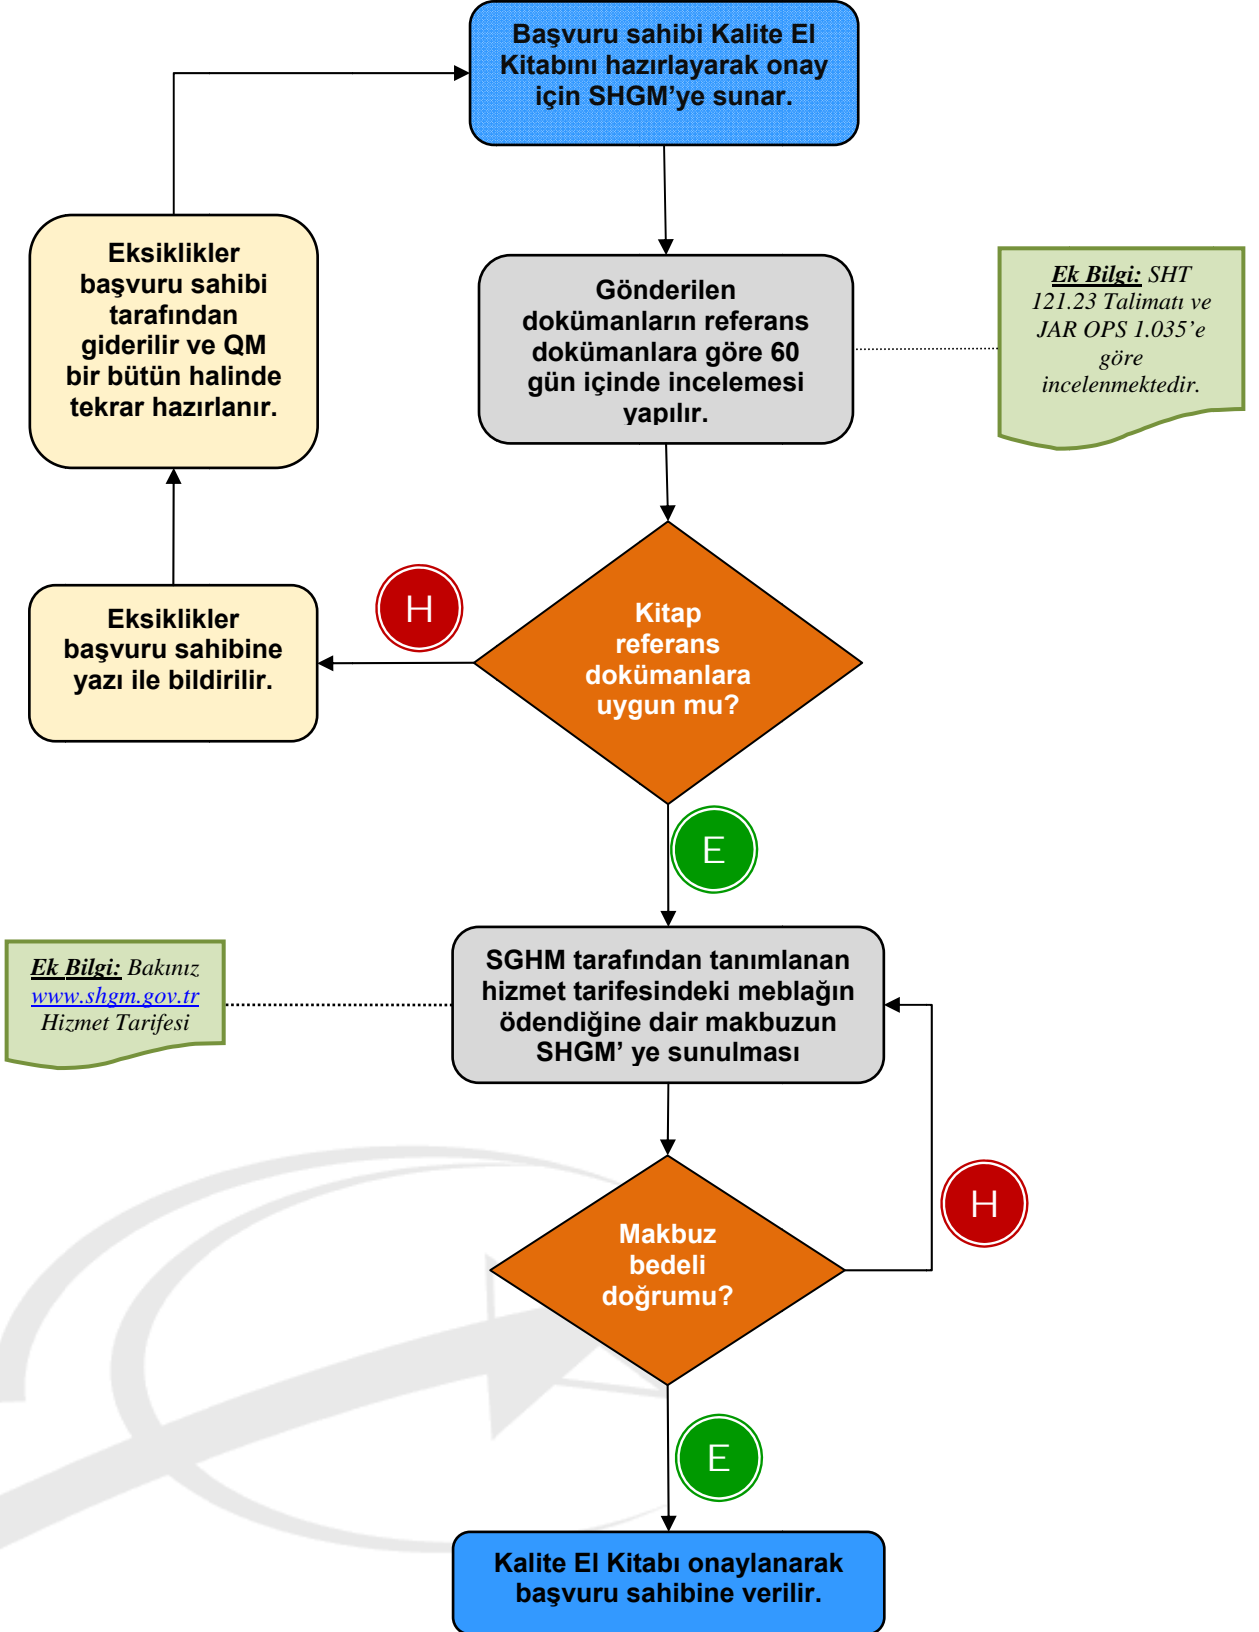 Başvuru sahibi Kalite El
Kitabını hazırlayarak onay
için SHGM’ye sunar.
Eksiklikler
başvuru sahibi
tarafından
giderilir ve QM
bir bütün halinde
tekrar hazırlanır.
Gönderilen
dokümanların referans
dokümanlara göre 60
gün içinde incelemesi
yapılır.
Ek Bilgi: SHT
121.23 Talimatı ve
JAR OPS 1.035’e
göre
incelenmektedir.
Eksiklikler
başvuru sahibine
yazı ile bildirilir.
H
Kitap
referans
dokümanlara
uygun mu?
E
Ek Bilgi: Bakınız
www.shgm.gov.tr
Hizmet Tarifesi
SGHM tarafından tanımlanan
hizmet tarifesindeki meblağın
ödendiğine dair makbuzun
SHGM’ ye sunulması
H
Makbuz
bedeli
doğrumu?
E
Kalite El Kitabı onaylanarak
başvuru sahibine verilir.